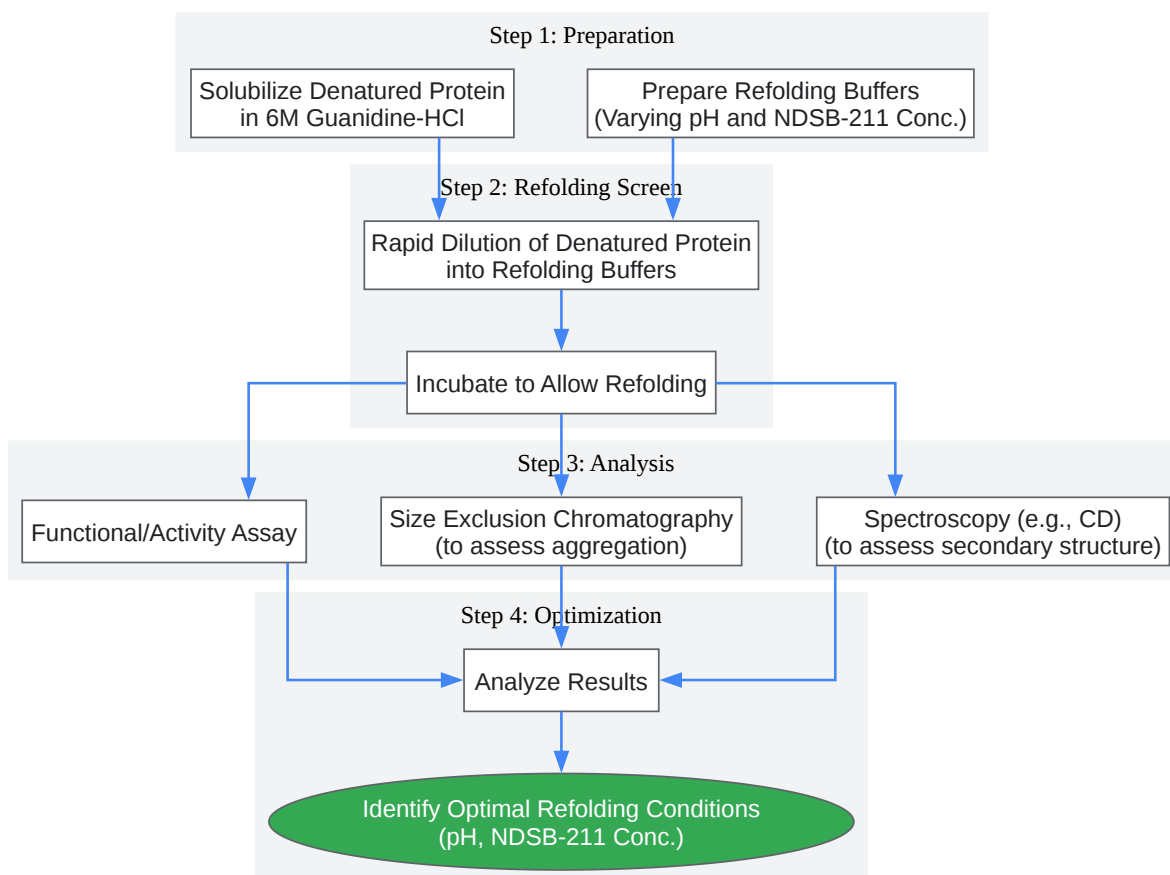 Step 1: Preparation
Solubilize Denatured Protein
in 6M Guanidine-HCl
Prepare Refolding Buffers
(Varying pH and NDSB-211 Conc.)
Step 2: Refolding Screen
Rapid Dilution of Denatured Protein
into Refolding Buffers
Incubate to Allow Refolding
Step 3: Analysis
Functional/Activity Assay
Size Exclusion Chromatography
(to assess aggregation)
Spectroscopy (e.g., CD)
(to assess secondary structure)
Step 4: Optimization
Analyze Results
Identify Optimal Refolding Conditions
(pH, NDSB-211 Conc.)